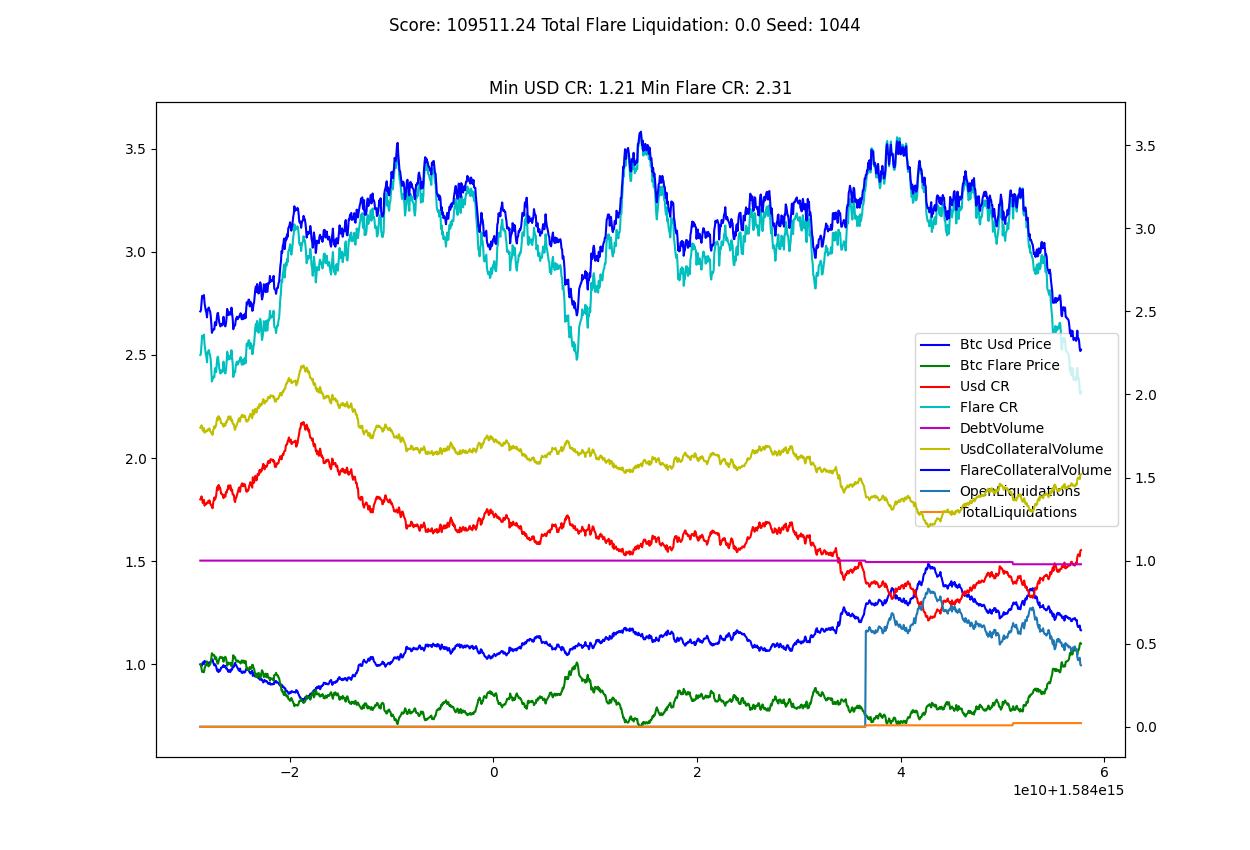 Score: 109511.24 Total Flare Liquidation: 0.0 Seed: 1044
Min USD CR: 1.21 Min Flare CR: 2.31
3.5
3.0
2.5
2.0
1.5
1.0
3.5
3.0
2.5
2.0
1.5
1.0
0.5
0.0
Btc Usd Price
Btc Flare Price
Usd CR
Flare CR
DebtVolume
UsdCollateralVolume
FlareCollateralVolume
OpenLiquidations
TotalLiquidations
−2 0 2 4 6
1e10+1.584e15